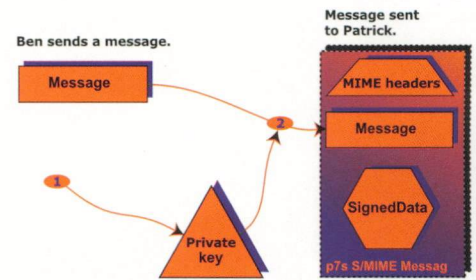 Message sent
to Patrick.
Ben sends a message.
Message
MIME headers
2
Message
1
SignedData
Private
key
p7s S/MIME Messag